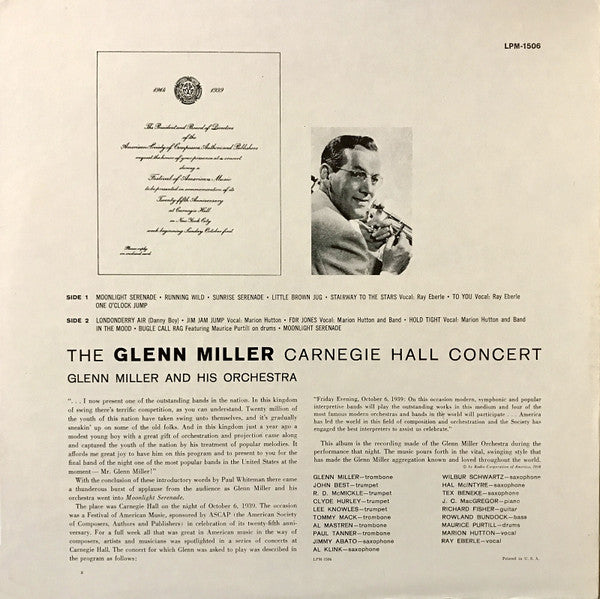 LPM-1506
1914 1939
The President and Board of Directors
of the
American Society of Composers, Authors and Publishers
request the honor of your presence at a concert
during a
Festival of American Music
to be presented in commemoration of its
Twenty-fifth Anniversary
at Carnegie Hall
in New York City
week beginning Sunday October first
Please reply
on enclosed card
SIDE 1 MOONLIGHT SERENADE • RUNNING WILD • SUNRISE SERENADE • LITTLE BROWN JUG • STAIRWAY TO THE STARS Vocal: Ray Eberle • TO YOU Vocal: Ray Eberle
ONE O'CLOCK JUMP
SIDE 2 LONDONDERRY AIR (Danny Boy) • JIM JAM JUMP Vocal: Marion Hutton • FDR JONES Vocal: Marion Hutton and Band • HOLD TIGHT Vocal: Marion Hutton and Band
IN THE MOOD • BUGLE CALL RAG Featuring Maurice Purtill on drums • MOONLIGHT SERENADE
THE GLENN MILLER CARNEGIE HALL CONCERT
GLENN MILLER AND HIS ORCHESTRA
". . . I now present one of the outstanding bands in the nation. In this kingdom
of swing there's terrific competition, as you can understand. Twenty million of
the youth of this nation have taken swing unto themselves, and it's gradually
sneakin' up on some of the old folks. And in this kingdom just a year ago a
modest young boy with a great gift of orchestration and projection came along
and captured the youth of the nation by his treatment of popular melodies. It
affords me great joy to have him on this program and to present to you for the
final band of the night one of the most popular bands in the United States at the
moment— Mr. Glenn Miller!"
With the conclusion of these introductory words by Paul Whiteman there
came a thunderous burst of applause from the audience as Glenn Miller and his
orchestra went into Moonlight Serenade.
The place was Carnegie Hall on the night of October 6, 1939. The occasion
was a Festival of American Music, sponsored by ASCAP (the American Society
of Composers, Authors and Publishers) in celebration of its twenty-fifth anni-
versary. For a full week all that was great in American music in the way of
composers, artists and musicians was spotlighted in a series of concerts at
Carnegie Hall. The concert for which Glenn was asked to play was described in
the program as follows:
"Friday Evening, October 6, 1939: On this occasion modern, symphonic and popular
interpretive bands will play the outstanding works in this medium and four of the
most famous modern orchestras and bands in the world will participate . . . America
has led the world in this field of composition and orchestration and the Society has
engaged the best interpreters to assist us to celebrate."
This album is the recording made of the Glenn Miller Orchestra during the
performance that night. The music pours forth in the vital, swinging style that
has made the Glenn Miller aggregation known and loved throughout the world.
© by Radio Corporation of America, 1958
GLENN MILLER—trombone
JOHN BEST—trumpet
R. D. McMICKLE—trumpet
CLYDE HURLEY—trumpet
LEE KNOWLES—trumpet
TOMMY MACK—trombone
AL MASTREN—trombone
PAUL TANNER—trombone
JIMMY ABATO—saxophone
AL KLINK—saxophone
WILBUR SCHWARTZ—saxophone
HAL McINTYRE—saxophone
TEX BENEKE—saxophone
J. C. MacGREGOR—piano
RICHARD FISHER—guitar
ROWLAND BUNDOCK—bass
MAURICE PURTILL—drums
MARION HUTTON—vocal
RAY EBERLE—vocal
LPM-1506
Printed in U. S. A.